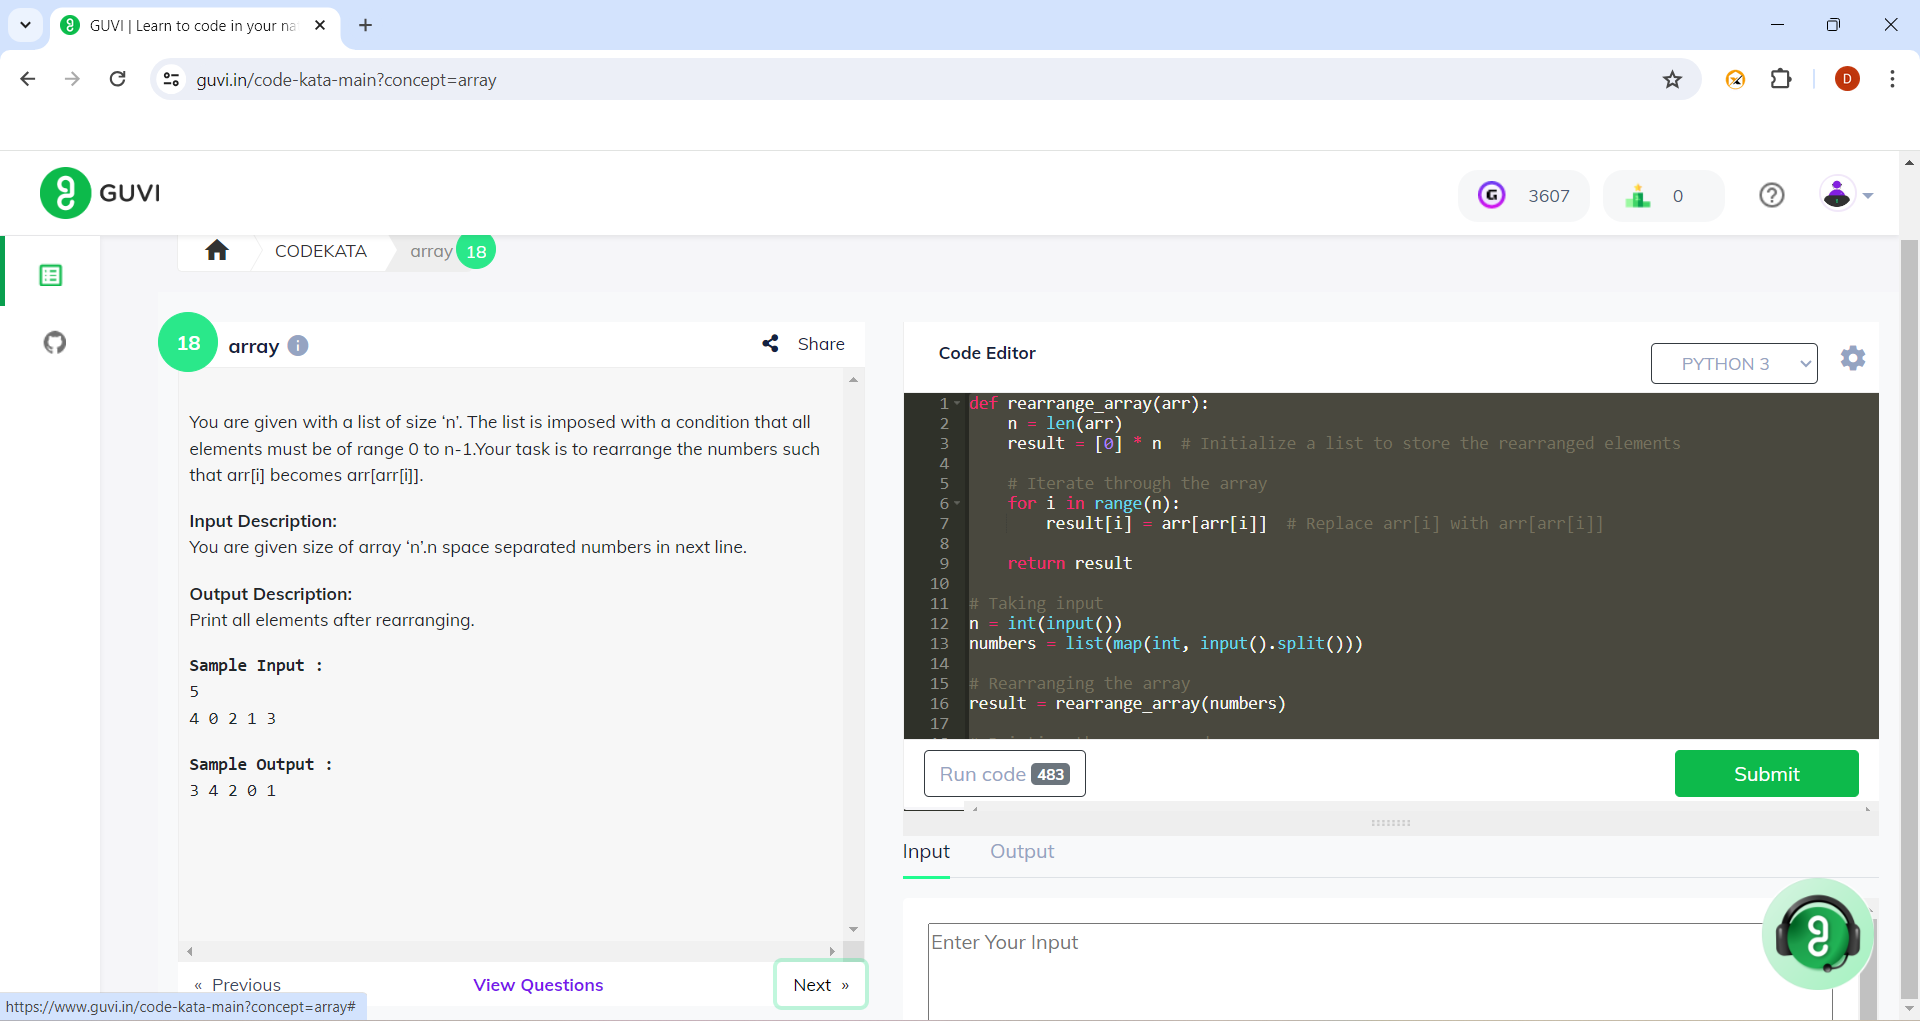 GUVI | Learn to code in your na
guvi.in/code-kata-main?concept=array
D
GUVI
G 3607
0
CODEKATA
array 18
18 array
Share
You are given with a list of size ‘n’. The list is imposed with a condition that all
elements must be of range 0 to n-1.Your task is to rearrange the numbers such
that arr[i] becomes arr[arr[i]].
Input Description:
You are given size of array ‘n’.n space separated numbers in next line.
Output Description:
Print all elements after rearranging.
Sample Input :
5
4 0 2 1 3
Sample Output :
3 4 2 0 1
« Previous
View Questions
Next »
https://www.guvi.in/code-kata-main?concept=array#
Code Editor
PYTHON 3
1 def rearrange_array(arr):
2 n = len(arr)
3 result = [0] * n # Initialize a list to store the rearranged elements
4
5 # Iterate through the array
6 for i in range(n):
7 result[i] = arr[arr[i]] # Replace arr[i] with arr[arr[i]]
8
9 return result
10
11 # Taking input
12 n = int(input())
13 numbers = list(map(int, input().split()))
14
15 # Rearranging the array
16 result = rearrange_array(numbers)
17
Run code 483
Submit
Input
Output
Enter Your Input